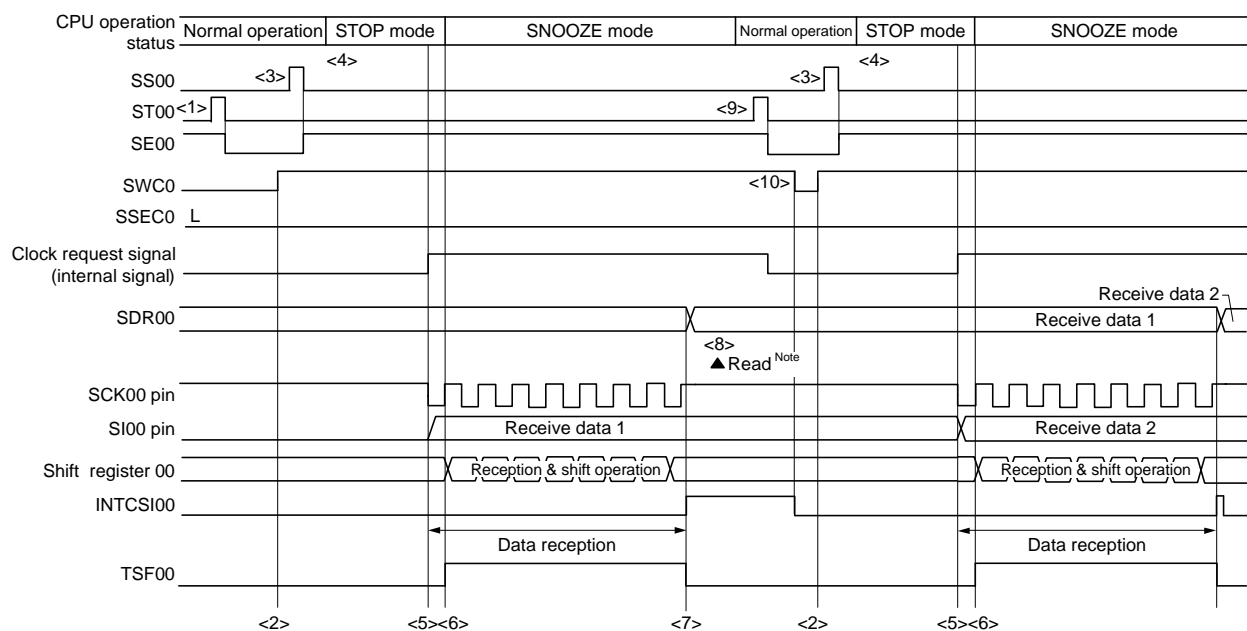 CPU operation status
Normal operation STOP mode SNOOZE mode Normal operation STOP mode SNOOZE mode
<4> <4>
SS00 <3> <3>
ST00 <1> <9>
SE00
SWC0 <10>
SSEC0 L
Clock request signal
(internal signal)
Receive data 2
SDR00 Receive data 1
<8>
▲Read Note
SCK00 pin
SI00 pin Receive data 1 Receive data 2
Shift register 00 Reception & shift operation Reception & shift operation
INTCSI00
Data reception Data reception
TSF00
<2> <5><6> <7> <2> <5><6>